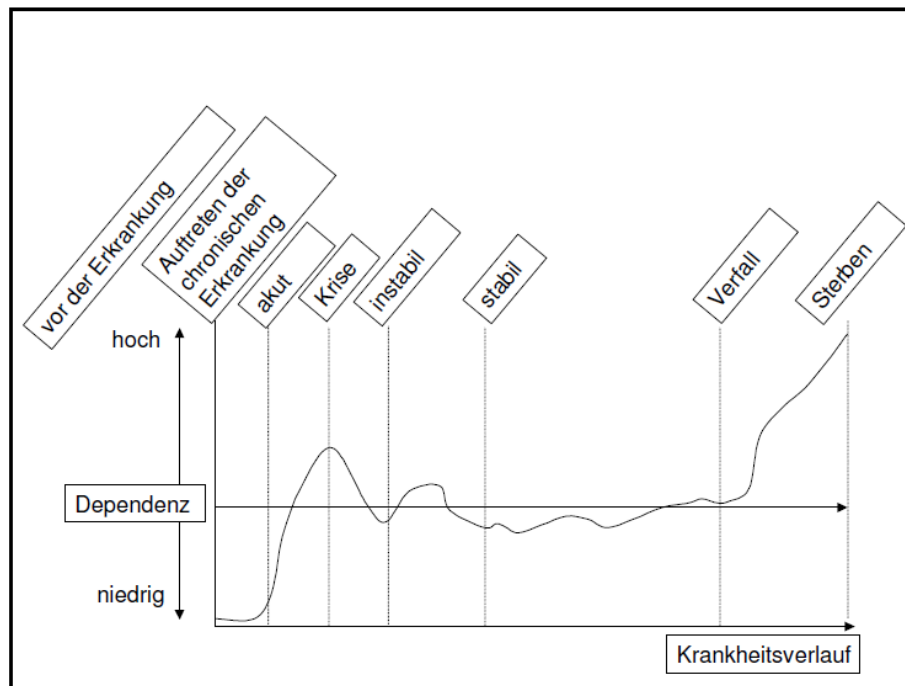 vor der Erkrankung
Auftreten der
chronischen
Erkrankung
akut
Krise
instabil
stabil
Verfall
Sterben
hoch
Dependenz
niedrig
Krankheitsverlauf